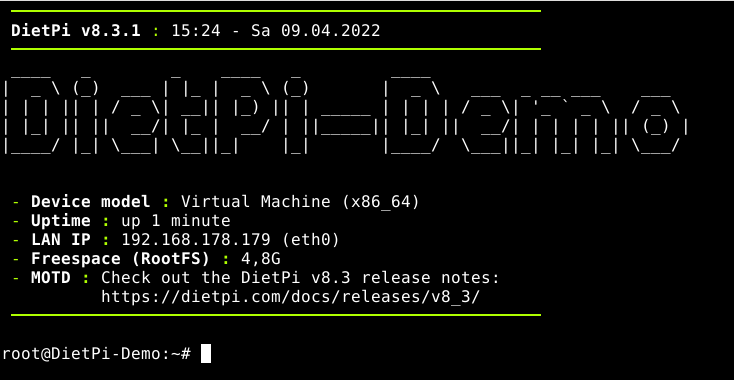 DietPi v8.3.1 : 15:24 - Sa 09.04.2022
DietPi-Demo
- Device model : Virtual Machine (x86_64)
- Uptime : up 1 minute
- LAN IP : 192.168.178.179 (eth0)
- Freespace (RootFS) : 4,8G
- MOTD : Check out the DietPi v8.3 release notes:
https://dietpi.com/docs/releases/v8_3/
root@DietPi-Demo:~#